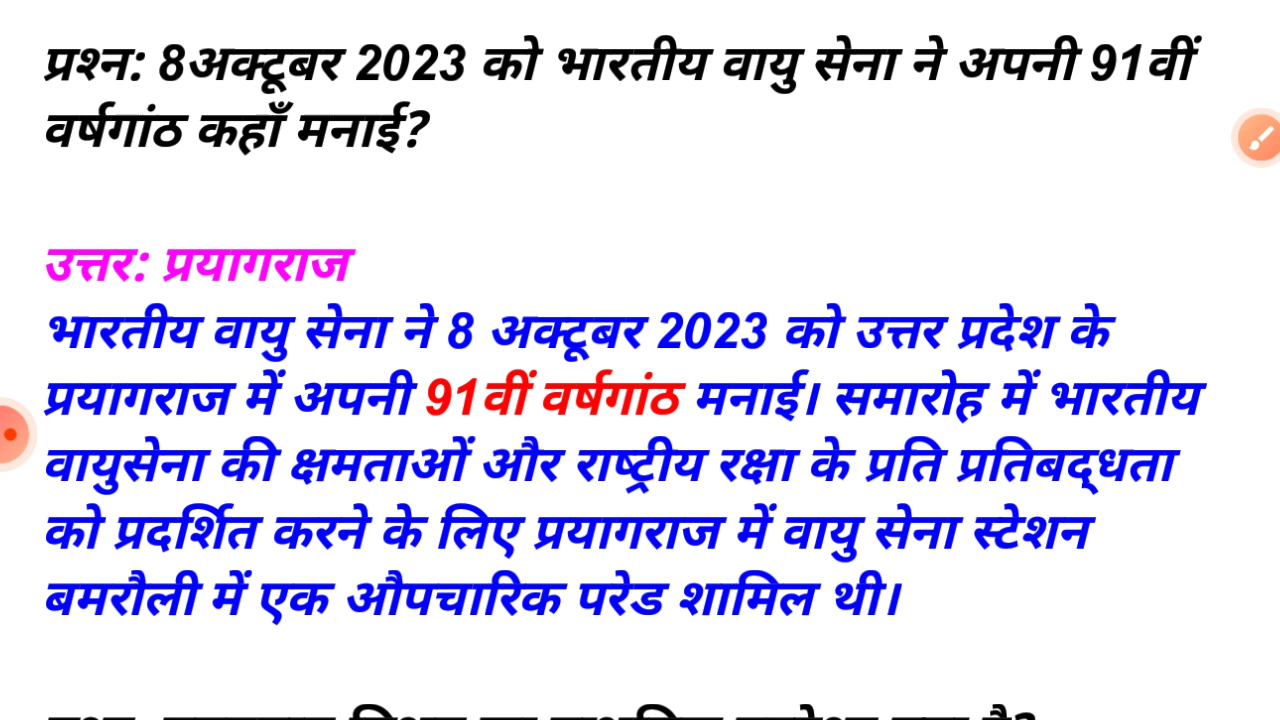 प्रश्न: 8अक्टूबर 2023 को भारतीय वायु सेना ने अपनी 91वीं
वर्षगांठ कहाँ मनाई?
उत्तर: प्रयागराज
भारतीय वायु सेना ने 8 अक्टूबर 2023 को उत्तर प्रदेश के
प्रयागराज में अपनी 91वीं वर्षगांठ मनाई। समारोह में भारतीय
वायुसेना की क्षमताओं और राष्ट्रीय रक्षा के प्रति प्रतिबद्धता
को प्रदर्शित करने के लिए प्रयागराज में वायु सेना स्टेशन
बमरौली में एक औपचारिक परेड शामिल थी।